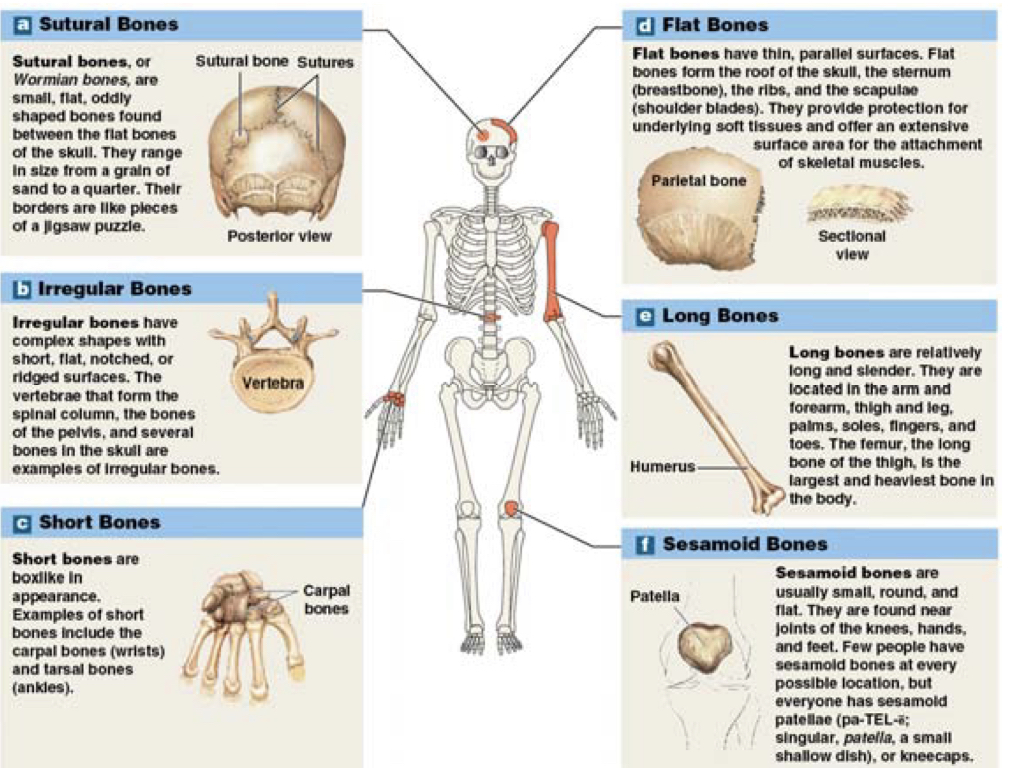 a Sutural Bones
Sutural bones, or
Wormian bones, are
small, flat, oddly
shaped bones found
between the flat bones
of the skull. They range
in size from a grain of
sand to a quarter. Their
borders are like pieces
of a jigsaw puzzle.
Sutural bone Sutures
Posterior view
b Irregular Bones
Irregular bones have
complex shapes with
short, flat, notched, or
ridged surfaces. The
vertebrae that form the
spinal column, the bones
of the pelvis, and several
bones in the skull are
examples of irregular bones.
Vertebra
c Short Bones
Short bones are
boxlike in
appearance.
Examples of short
bones include the
carpal bones (wrists)
and tarsal bones
(ankles).
Carpal
bones
d Flat Bones
Flat bones have thin, parallel surfaces. Flat
bones form the roof of the skull, the sternum
(breastbone), the ribs, and the scapulae
(shoulder blades). They provide protection for
underlying soft tissues and offer an extensive
surface area for the attachment
of skeletal muscles.
Parietal bone
Sectional
view
e Long Bones
Long bones are relatively
long and slender. They are
located in the arm and
forearm, thigh and leg,
palms, soles, fingers, and
toes. The femur, the long
bone of the thigh, is the
largest and heaviest bone in
the body.
Humerus
f Sesamoid Bones
Sesamoid bones are
usually small, round, and
flat. They are found near
joints of the knees, hands,
and feet. Few people have
sesamoid bones at every
possible location, but
everyone has sesamoid
patellae (pa-TEL-ē;
singular, patella, a small
shallow dish), or kneecaps.
Patella